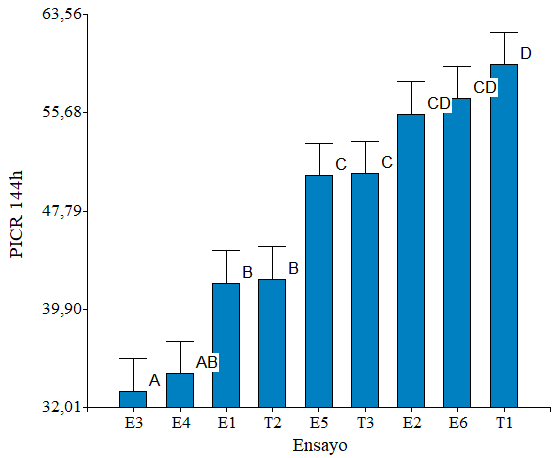 63,56
55,68
47,79
39,90
32,01
PICR 144h
A
AB
B
B
C
C
CD
CD
D
E3 E4 E1 T2 E5 T3 E2 E6 T1
Ensayo